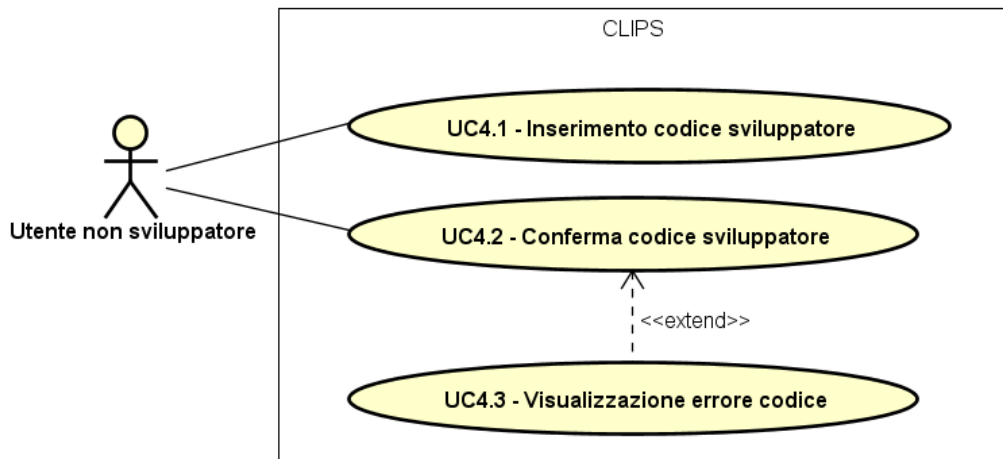 CLIPS
UC4.1 - Inserimento codice sviluppatore
Utente non sviluppatore
UC4.2 - Conferma codice sviluppatore
<<extend>>
UC4.3 - Visualizzazione errore codice